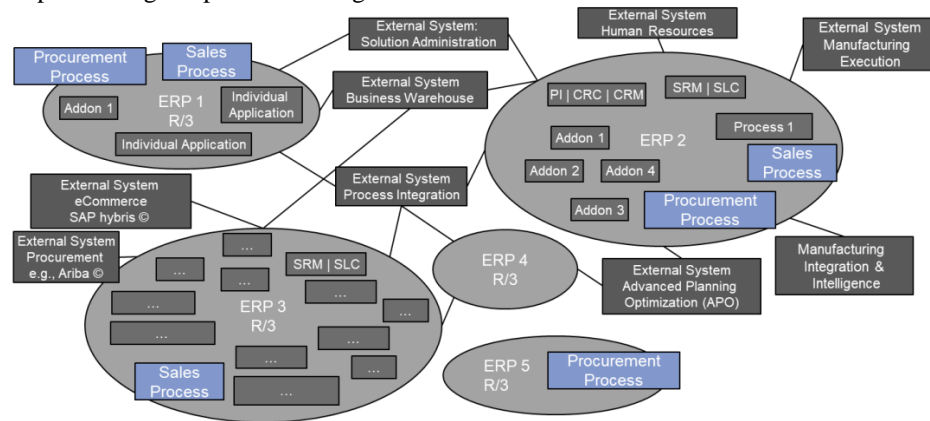 External System:
Solution Administration
External System
Human Resources
External System
Manufacturing
Execution
Procurement
Process
Sales
Process
ERP 1
R/3
Addon 1
Individual
Application
Individual Application
External System
Business Warehouse
PI | CRC | CRM
SRM | SLC
Addon 1
ERP 2
Process 1
Addon 2
Addon 4
Sales
Process
Addon 3
Procurement
Process
External System
Process Integration
External System
eCommerce
SAP hybris ©
External System
Procurement
e.g., Ariba ©
...
...
...
SRM | SLC
...
...
ERP 3
R/3
...
...
...
...
...
Sales
Process
...
ERP 4
R/3
External System
Advanced Planning
Optimization (APO)
Manufacturing
Integration &
Intelligence
ERP 5
R/3
Procurement
Process